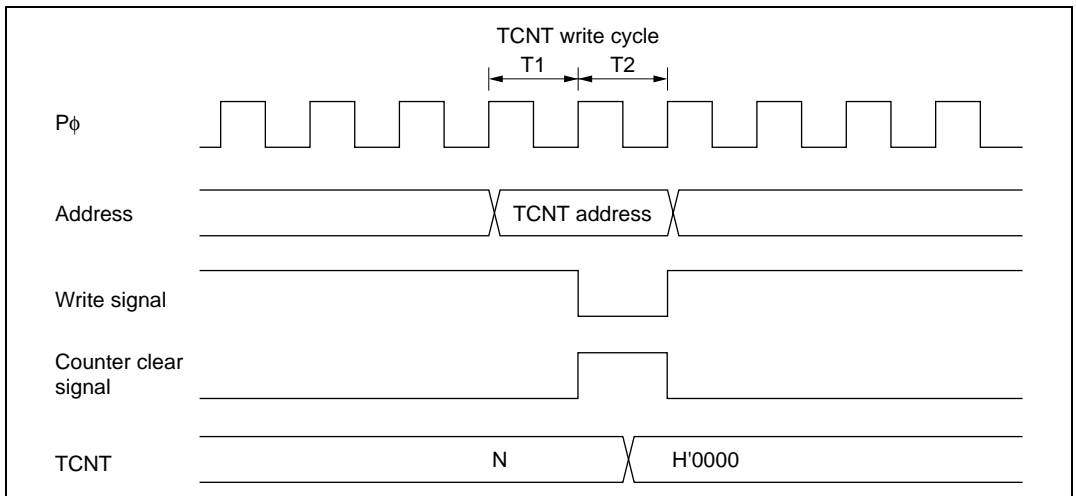 TCNT write cycle
T1 T2
Pϕ
Address
TCNT address
Write signal
Counter clear
signal
TCNT
N
H'0000